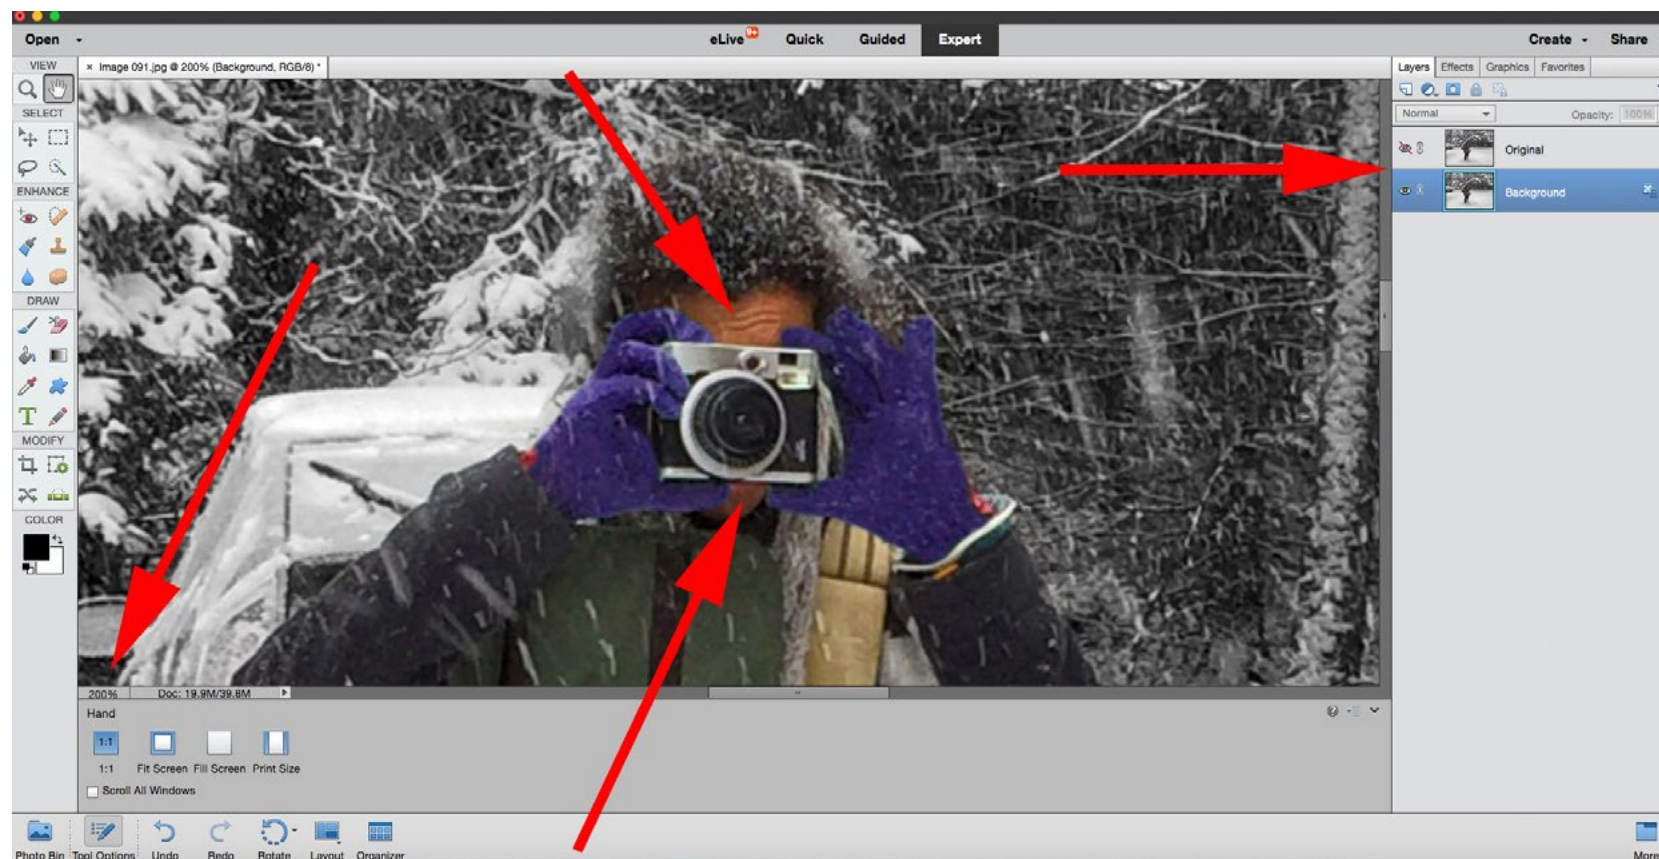 Open
eLive 9+ Quick Guided Expert
Create Share
VIEW
× Image 091.jpg @ 200% (Background, RGB/8) *
Layers Effects Graphics Favorites
SELECT
Normal
Opacity: 100%
Original
ENHANCE
Background
DRAW
T
MODIFY
COLOR
200% Doc: 19.9M/39.8M
Hand
1:1
1:1 Fit Screen Fill Screen Print Size
Scroll All Windows
Photo Bin Tool Options Undo Redo Rotate Layout Organizer
More